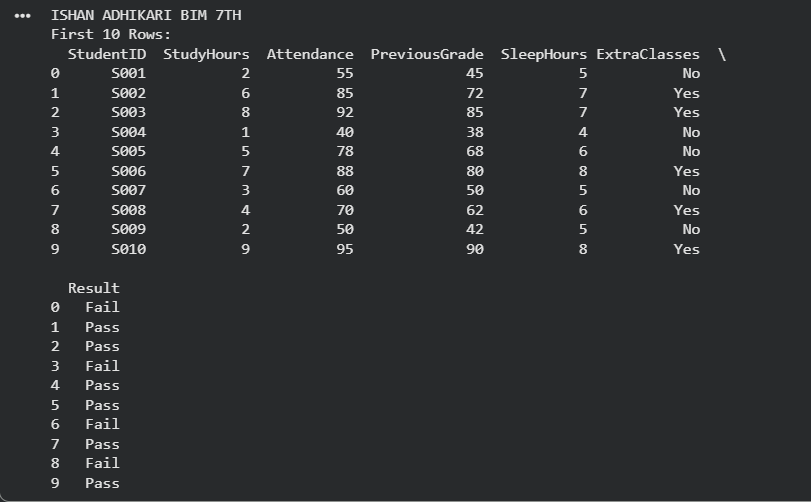 ••• ISHAN ADHIKARI BIM 7TH
First 10 Rows:
  StudentID  StudyHours  Attendance  PreviousGrade  SleepHours ExtraClasses  \
0      S001           2          55             45           5           No
1      S002           6          85             72           7          Yes
2      S003           8          92             85           7          Yes
3      S004           1          40             38           4           No
4      S005           5          78             68           6           No
5      S006           7          88             80           8          Yes
6      S007           3          60             50           5           No
7      S008           4          70             62           6          Yes
8      S009           2          50             42           5           No
9      S010           9          95             90           8          Yes

  Result
0   Fail
1   Pass
2   Pass
3   Fail
4   Pass
5   Pass
6   Fail
7   Pass
8   Fail
9   Pass